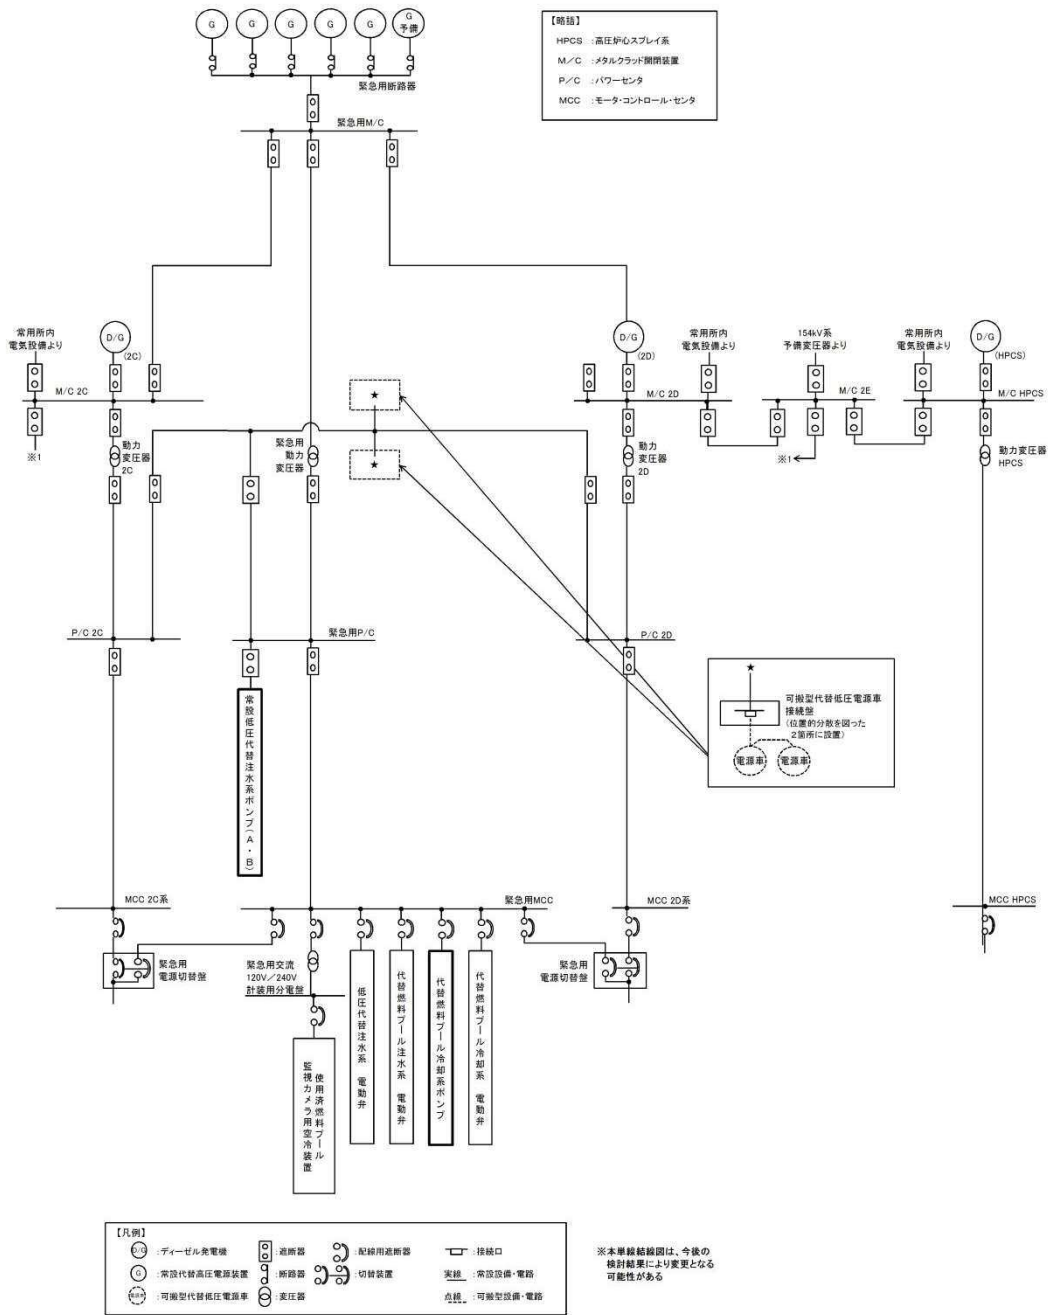 G
G
G
G
G
G
予備
緊急用断路器
緊急用M/C
【略語】
HPCS :高圧炉心スプレイ系
M/C :メタルクラッド開閉装置
P/C :パワーセンタ
MCC :モータ・コントロール・センタ
常用所内
電気設備より
D/G
(2C)
M/C 2C
※1
動力
変圧器
2C
緊急用
動力
変圧器
★
★
D/G
(2D)
M/C 2D
動力
変圧器
2D
常用所内
電気設備より
154kV系
予備変圧器より
M/C 2E
※1
常用所内
電気設備より
D/G
(HPCS)
M/C HPCS
動力変圧器
HPCS
P/C 2C
緊急用P/C
P/C 2D
常設低圧代替注水系ポンプ(A・B)
★
可搬型代替低圧電源車
接続盤
(位置的分散を図った
2箇所に設置)
電源車
電源車
MCC 2C系
緊急用MCC
MCC 2D系
MCC HPCS
緊急用
電源切替盤
緊急用交流
120V/240V
計装用分電盤
緊急用
電源切替盤
使用済燃料プール
監視カメラ用空冷装置
低圧代替注水系 電動弁
代替燃料プール注水系 電動弁
代替燃料プール冷却系ポンプ
代替燃料プール冷却系 電動弁
【凡例】
D/G :ディーゼル発電機
G :常設代替高圧電源装置
電源車 :可搬型代替低圧電源車
:遮断器
:断路器
:変圧器
:配線用遮断器
:切替装置
:接続口
実線 :常設設備・電路
点線 :可搬型設備・電路
※本単線結線図は、今後の
検討結果により変更となる
可能性がある